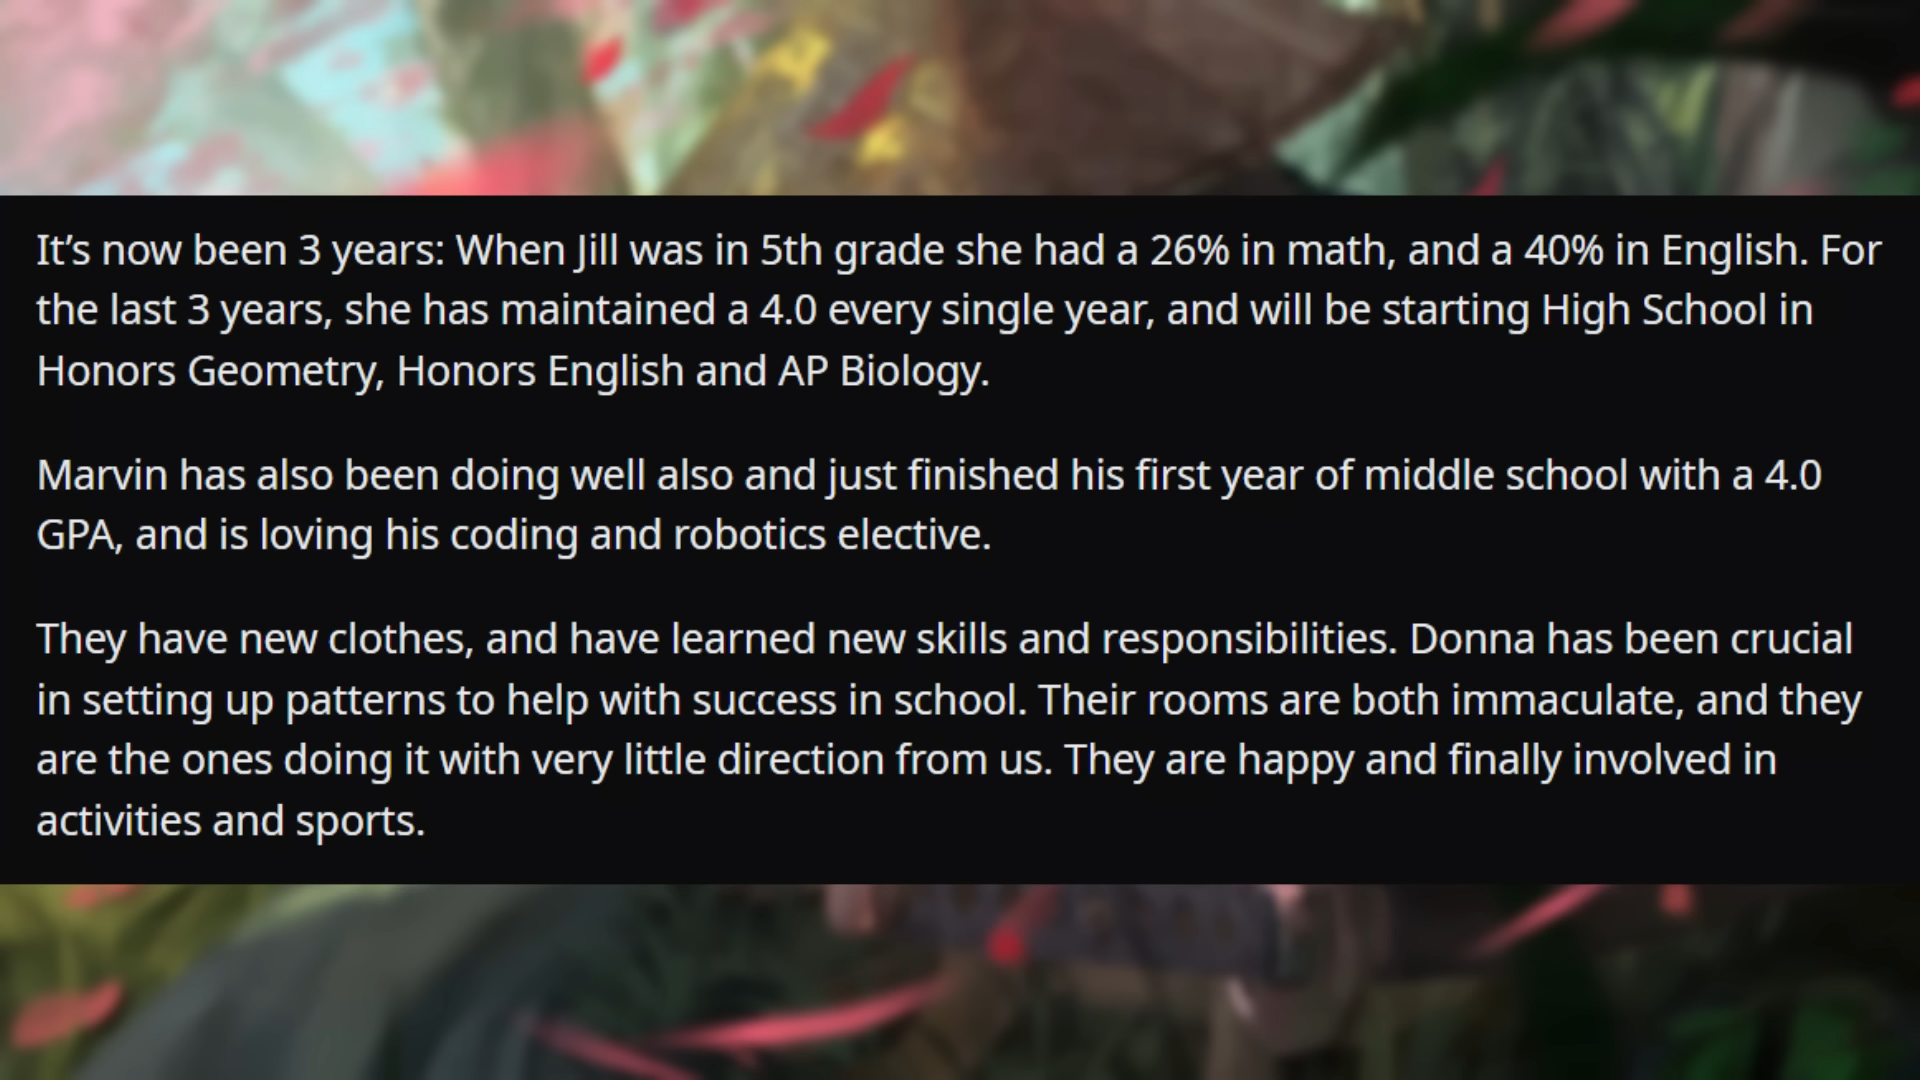 It’s now been 3 years: When Jill was in 5th grade she had a 26% in math, and a 40% in English. For
the last 3 years, she has maintained a 4.0 every single year, and will be starting High School in
Honors Geometry, Honors English and AP Biology.
Marvin has also been doing well also and just finished his first year of middle school with a 4.0
GPA, and is loving his coding and robotics elective.
They have new clothes, and have learned new skills and responsibilities. Donna has been crucial
in setting up patterns to help with success in school. Their rooms are both immaculate, and they
are the ones doing it with very little direction from us. They are happy and finally involved in
activities and sports.